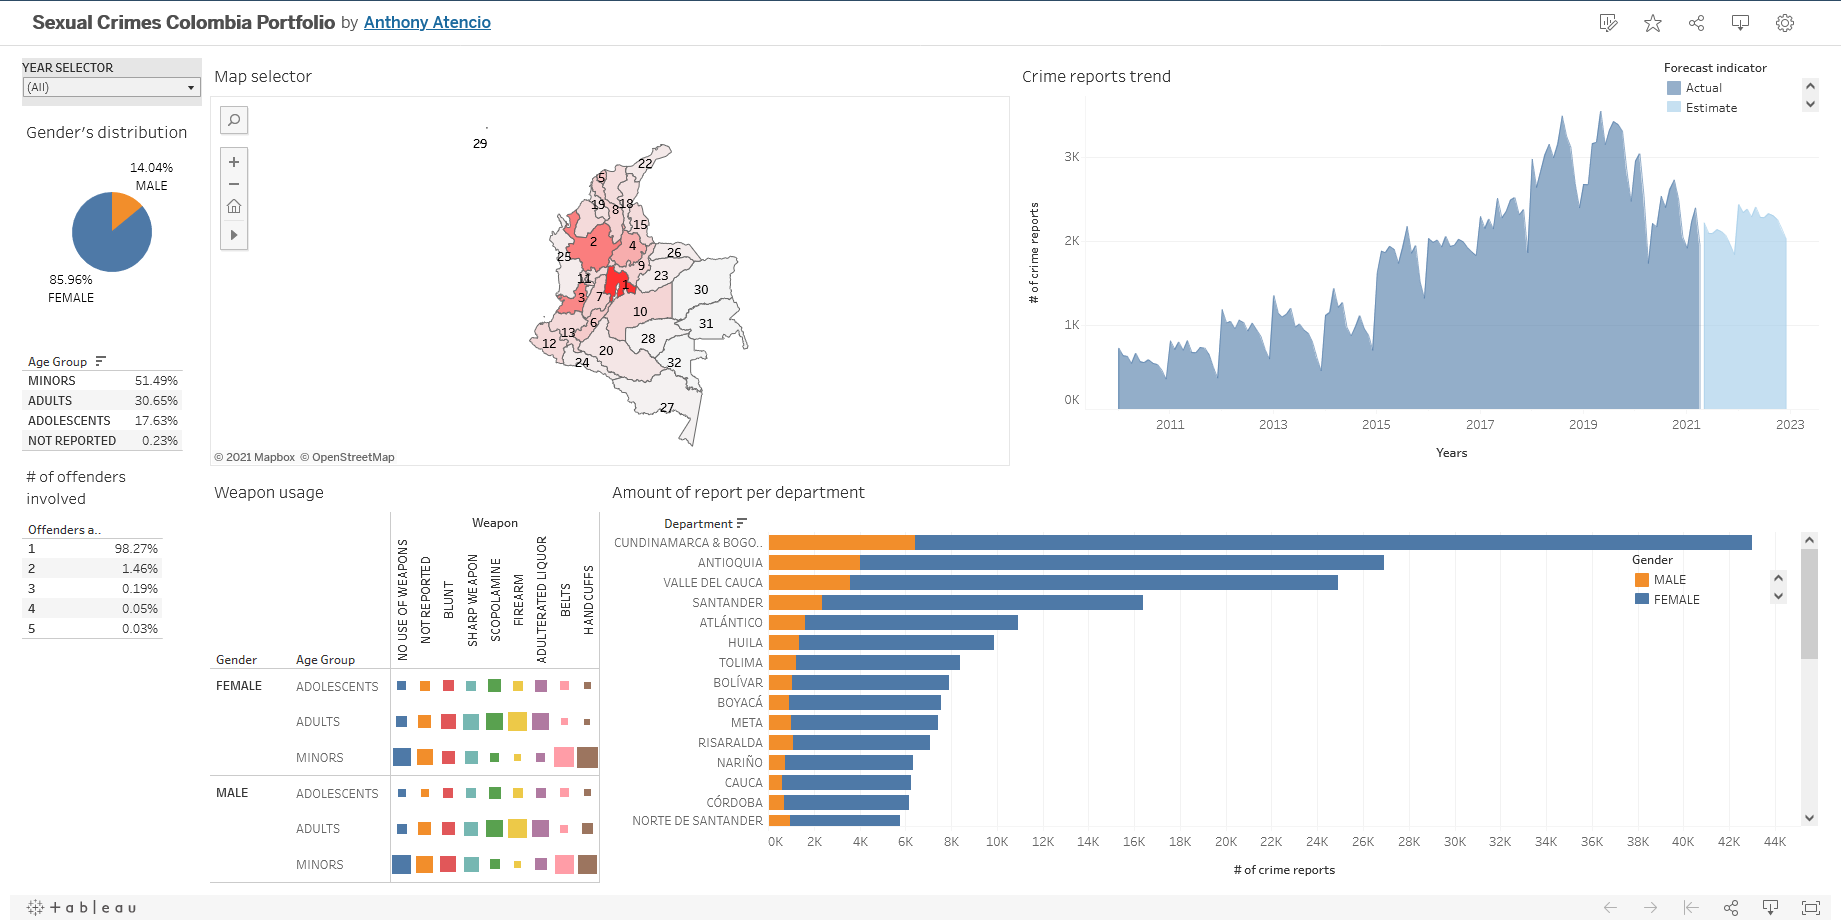 Sexual Crimes Colombia Portfolio by Anthony Atencio
YEAR SELECTOR
(All)
Gender's distribution
14.04%
MALE
85.96%
FEMALE
Age Group
MINORS 51.49%
ADULTS 30.65%
ADOLESCENTS 17.63%
NOT REPORTED 0.23%
# of offenders
involved
Offenders a..
1 98.27%
2 1.46%
3 0.19%
4 0.05%
5 0.03%
Map selector
29
22
5
19
8
18
15
2
4
25
26
9
23
11
1
3
7
30
10
6
31
13
28
12
20
24
32
27
© 2021 Mapbox © OpenStreetMap
Crime reports trend
Forecast indicator
Actual
Estimate
# of crime reports
3K
2K
1K
0K
2011 2013 2015 2017 2019 2021 2023
Years
Weapon usage
Weapon
NO USE OF WEAPONS
NOT REPORTED
BLUNT
SHARP WEAPON
SCOPOLAMINE
FIREARM
ADULTERATED LIQUOR
BELTS
HANDCUFFS
Gender Age Group
FEMALE ADOLESCENTS
ADULTS
MINORS
MALE ADOLESCENTS
ADULTS
MINORS
Amount of report per department
Department
CUNDINAMARCA & BOGO..
ANTIOQUIA
VALLE DEL CAUCA
SANTANDER
ATLÁNTICO
HUILA
TOLIMA
BOLÍVAR
BOYACÁ
META
RISARALDA
NARIÑO
CAUCA
CÓRDOBA
NORTE DE SANTANDER
Gender
MALE
FEMALE
0K 2K 4K 6K 8K 10K 12K 14K 16K 18K 20K 22K 24K 26K 28K 30K 32K 34K 36K 38K 40K 42K 44K
# of crime reports
+ableau